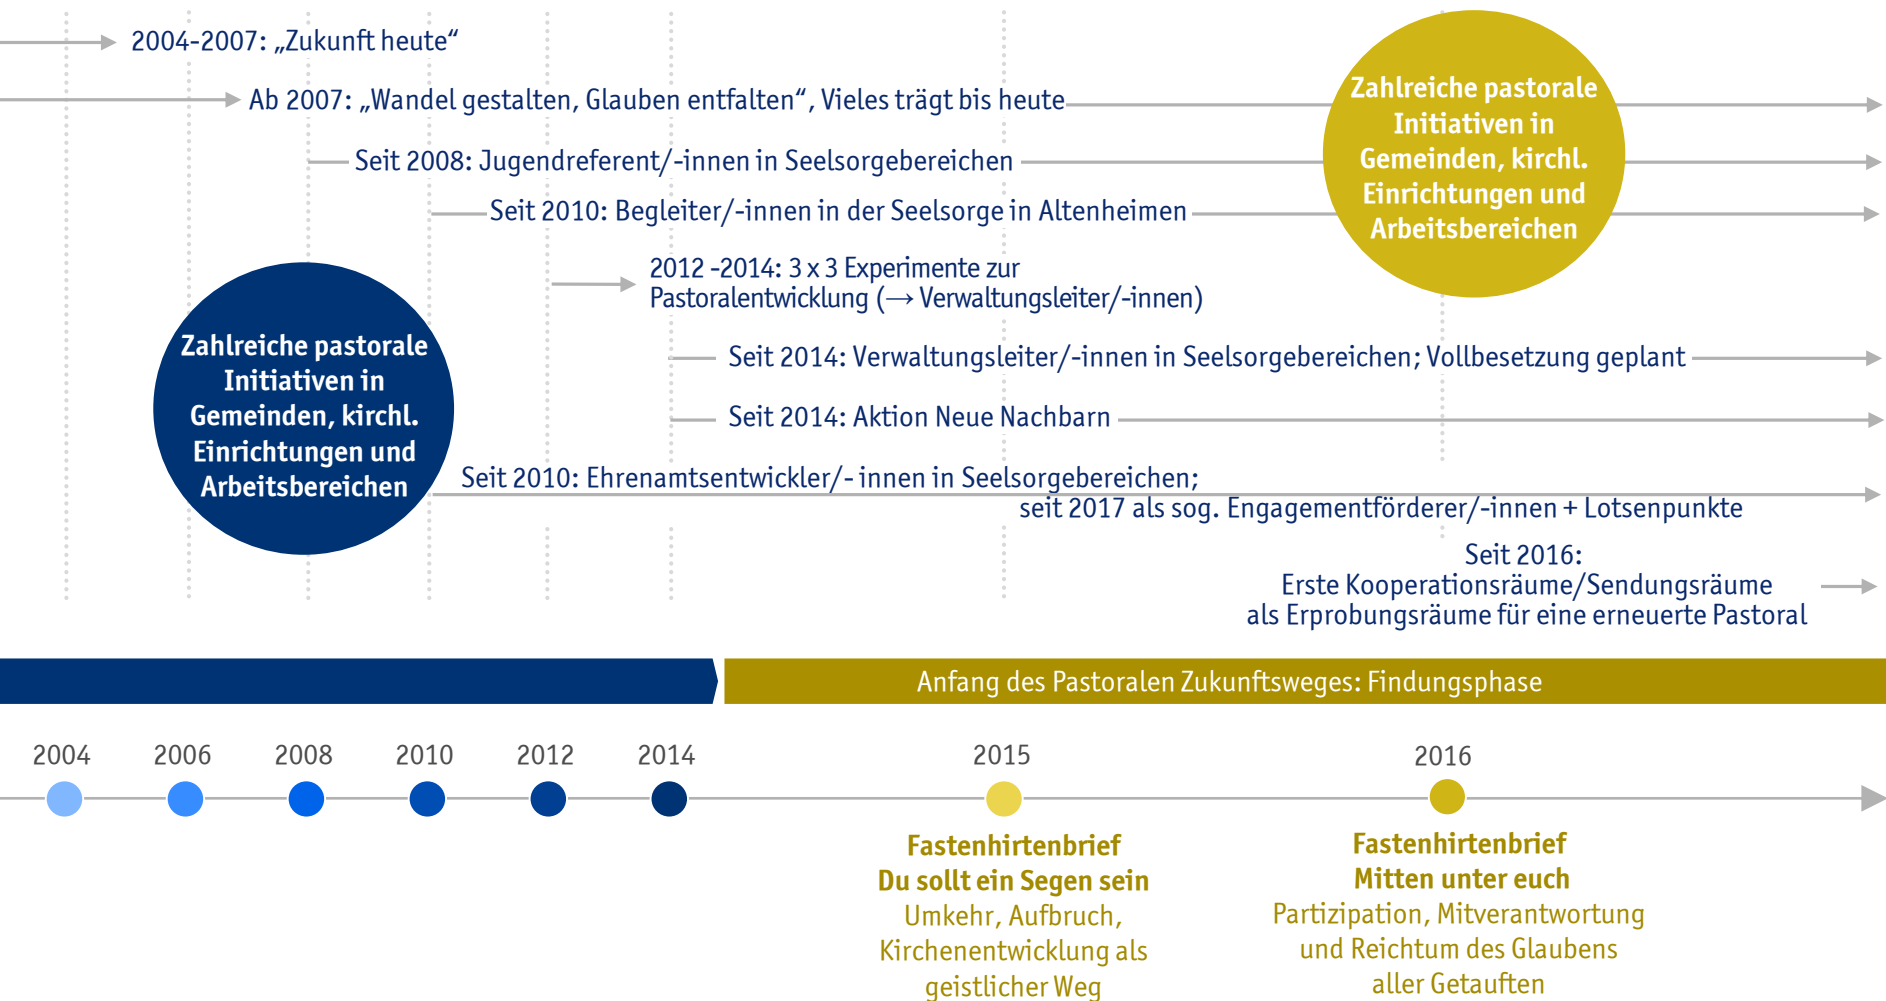 2004-2007: „Zukunft heute“
Ab 2007: „Wandel gestalten, Glauben entfalten“, Vieles trägt bis heute
Seit 2008: Jugendreferent/-innen in Seelsorgebereichen
Seit 2010: Begleiter/-innen in der Seelsorge in Altenheimen
Zahlreiche pastorale
Initiativen in
Gemeinden, kirchl.
Einrichtungen und
Arbeitsbereichen
2012 -2014: 3 x 3 Experimente zur
Pastoralentwicklung (→ Verwaltungsleiter/-innen)
Zahlreiche pastorale
Initiativen in
Gemeinden, kirchl.
Einrichtungen und
Arbeitsbereichen
Seit 2014: Verwaltungsleiter/-innen in Seelsorgebereichen; Vollbesetzung geplant
Seit 2014: Aktion Neue Nachbarn
Seit 2010: Ehrenamtsentwickler/- innen in Seelsorgebereichen;
seit 2017 als sog. Engagementförderer/-innen + Lotsenpunkte
Seit 2016:
Erste Kooperationsräume/Sendungsräume
als Erprobungsräume für eine erneuerte Pastoral
Anfang des Pastoralen Zukunftsweges: Findungsphase
2004 2006 2008 2010 2012 2014 2015 2016
Fastenhirtenbrief
Du sollt ein Segen sein
Umkehr, Aufbruch,
Kirchenentwicklung als
geistlicher Weg
Fastenhirtenbrief
Mitten unter euch
Partizipation, Mitverantwortung
und Reichtum des Glaubens
aller Getauften